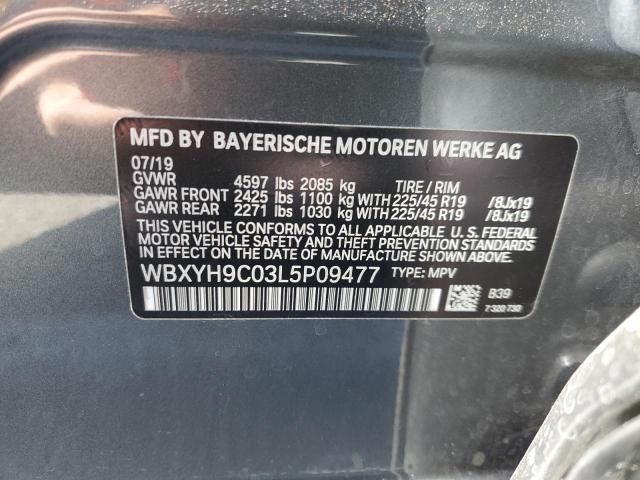 MFD BY BAYERISCHE MOTOREN WERKE AG
07/19
GVWR 4597 lbs 2085 kg TIRE / RIM
GAWR FRONT 2425 lbs 1100 kg WITH 225/45 R19 /8Jx19
GAWR REAR 2271 lbs 1030 kg WITH 225/45 R19 /8Jx19
THIS VEHICLE CONFORMS TO ALL APPLICABLE U. S. FEDERAL
MOTOR VEHICLE SAFETY AND THEFT PREVENTION STANDARDS
IN EFFECT ON THE DATE OF MANUFACTURE SHOWN ABOVE.
WBXYH9C03L5P09477 TYPE: MPV
B39
7 320 730